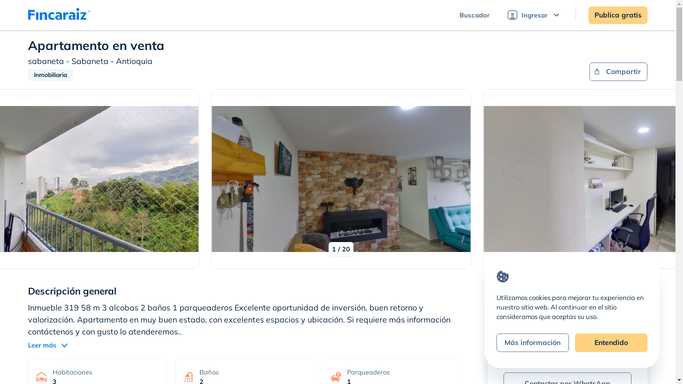 Fincaraiz
Buscador
Ingresar
Publica gratis
Apartamento en venta
sabaneta - Sabaneta - Antioquia
Inmobiliaria
Compartir
1 / 20
Descripción general
Inmueble 319 58 m 3 alcobas 2 baños 1 parqueaderos Excelente oportunidad de inversión, buen retorno y
valorización. Apartamento en muy buen estado, con excelentes espacios y ubicación. Si requiere más información
contáctenos y con gusto lo atenderemos..
Leer más
Habitaciones
3
Baños
2
Parqueaderos
1
Utilizamos cookies para mejorar tu experiencia en
nuestro sitio web. Al continuar en el sitio
consideramos que aceptas su uso.
Más información
Entendido
Contactar por WhatsApp